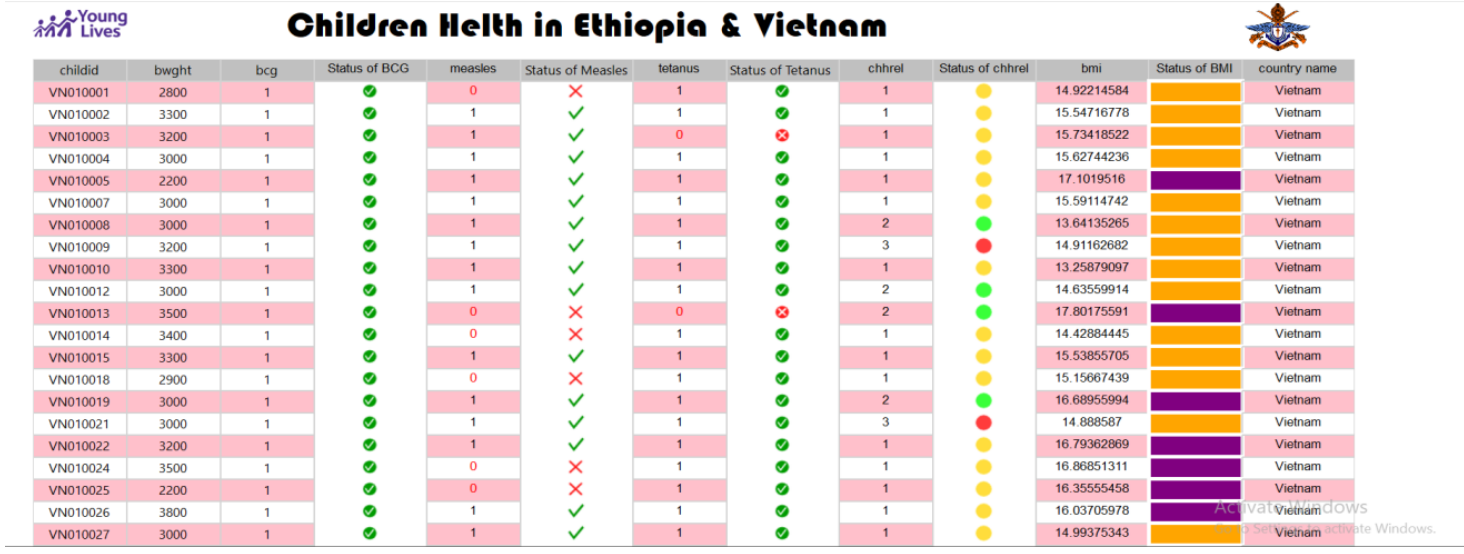 Young
Lives
Children Helth in Ethiopia & Vietnam
childid bwght bcg Status of BCG measles Status of Measles tetanus Status of Tetanus chhrel Status of chhrel bmi Status of BMI country name
VN010001 2800 1 0 1 1 14.92214584 Vietnam
VN010002 3300 1 1 1 1 15.54716778 Vietnam
VN010003 3200 1 1 0 1 15.73418522 Vietnam
VN010004 3000 1 1 1 1 15.62744236 Vietnam
VN010005 2200 1 1 1 1 17.1019516 Vietnam
VN010007 3000 1 1 1 1 15.59114742 Vietnam
VN010008 3000 1 1 1 2 13.64135265 Vietnam
VN010009 3200 1 1 1 3 14.91162682 Vietnam
VN010010 3300 1 1 1 1 13.25879097 Vietnam
VN010012 3000 1 1 1 2 14.63559914 Vietnam
VN010013 3500 1 0 0 2 17.80175591 Vietnam
VN010014 3400 1 0 1 1 14.42884445 Vietnam
VN010015 3300 1 1 1 1 15.53855705 Vietnam
VN010018 2900 1 0 1 1 15.15667439 Vietnam
VN010019 3000 1 1 1 2 16.68955994 Vietnam
VN010021 3000 1 1 1 3 14.888587 Vietnam
VN010022 3200 1 1 1 1 16.79362869 Vietnam
VN010024 3500 1 0 1 1 16.86851311 Vietnam
VN010025 2200 1 0 1 1 16.35555458 Vietnam
VN010026 3800 1 1 1 1 16.03705978 Vietnam
Activate Windows
VN010027 3000 1 1 1 1 14.99375343 Vietnam
to activate Windows.